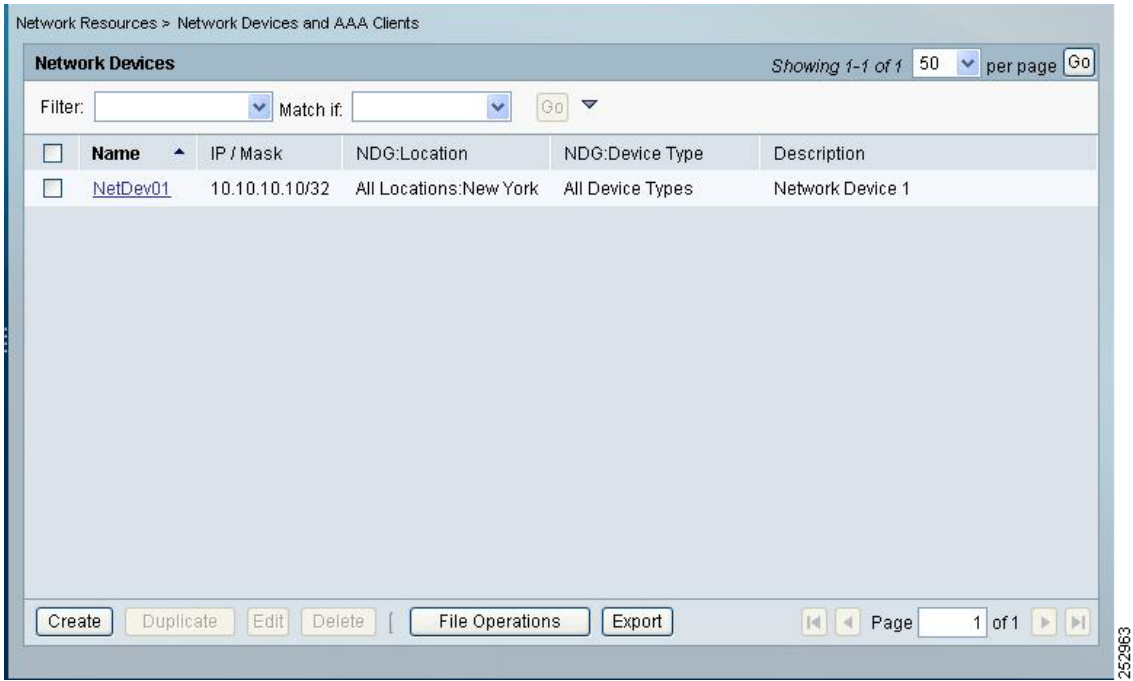 Network Resources > Network Devices and AAA Clients
Network Devices Showing 1-1 of 1 50 per page Go
Filter: Match if: Go
Name IP / Mask NDG:Location NDG:Device Type Description
NetDev01 10.10.10.10/32 All Locations:New York All Device Types Network Device 1
Create Duplicate Edit Delete | File Operations Export Page 1 of 1
252963